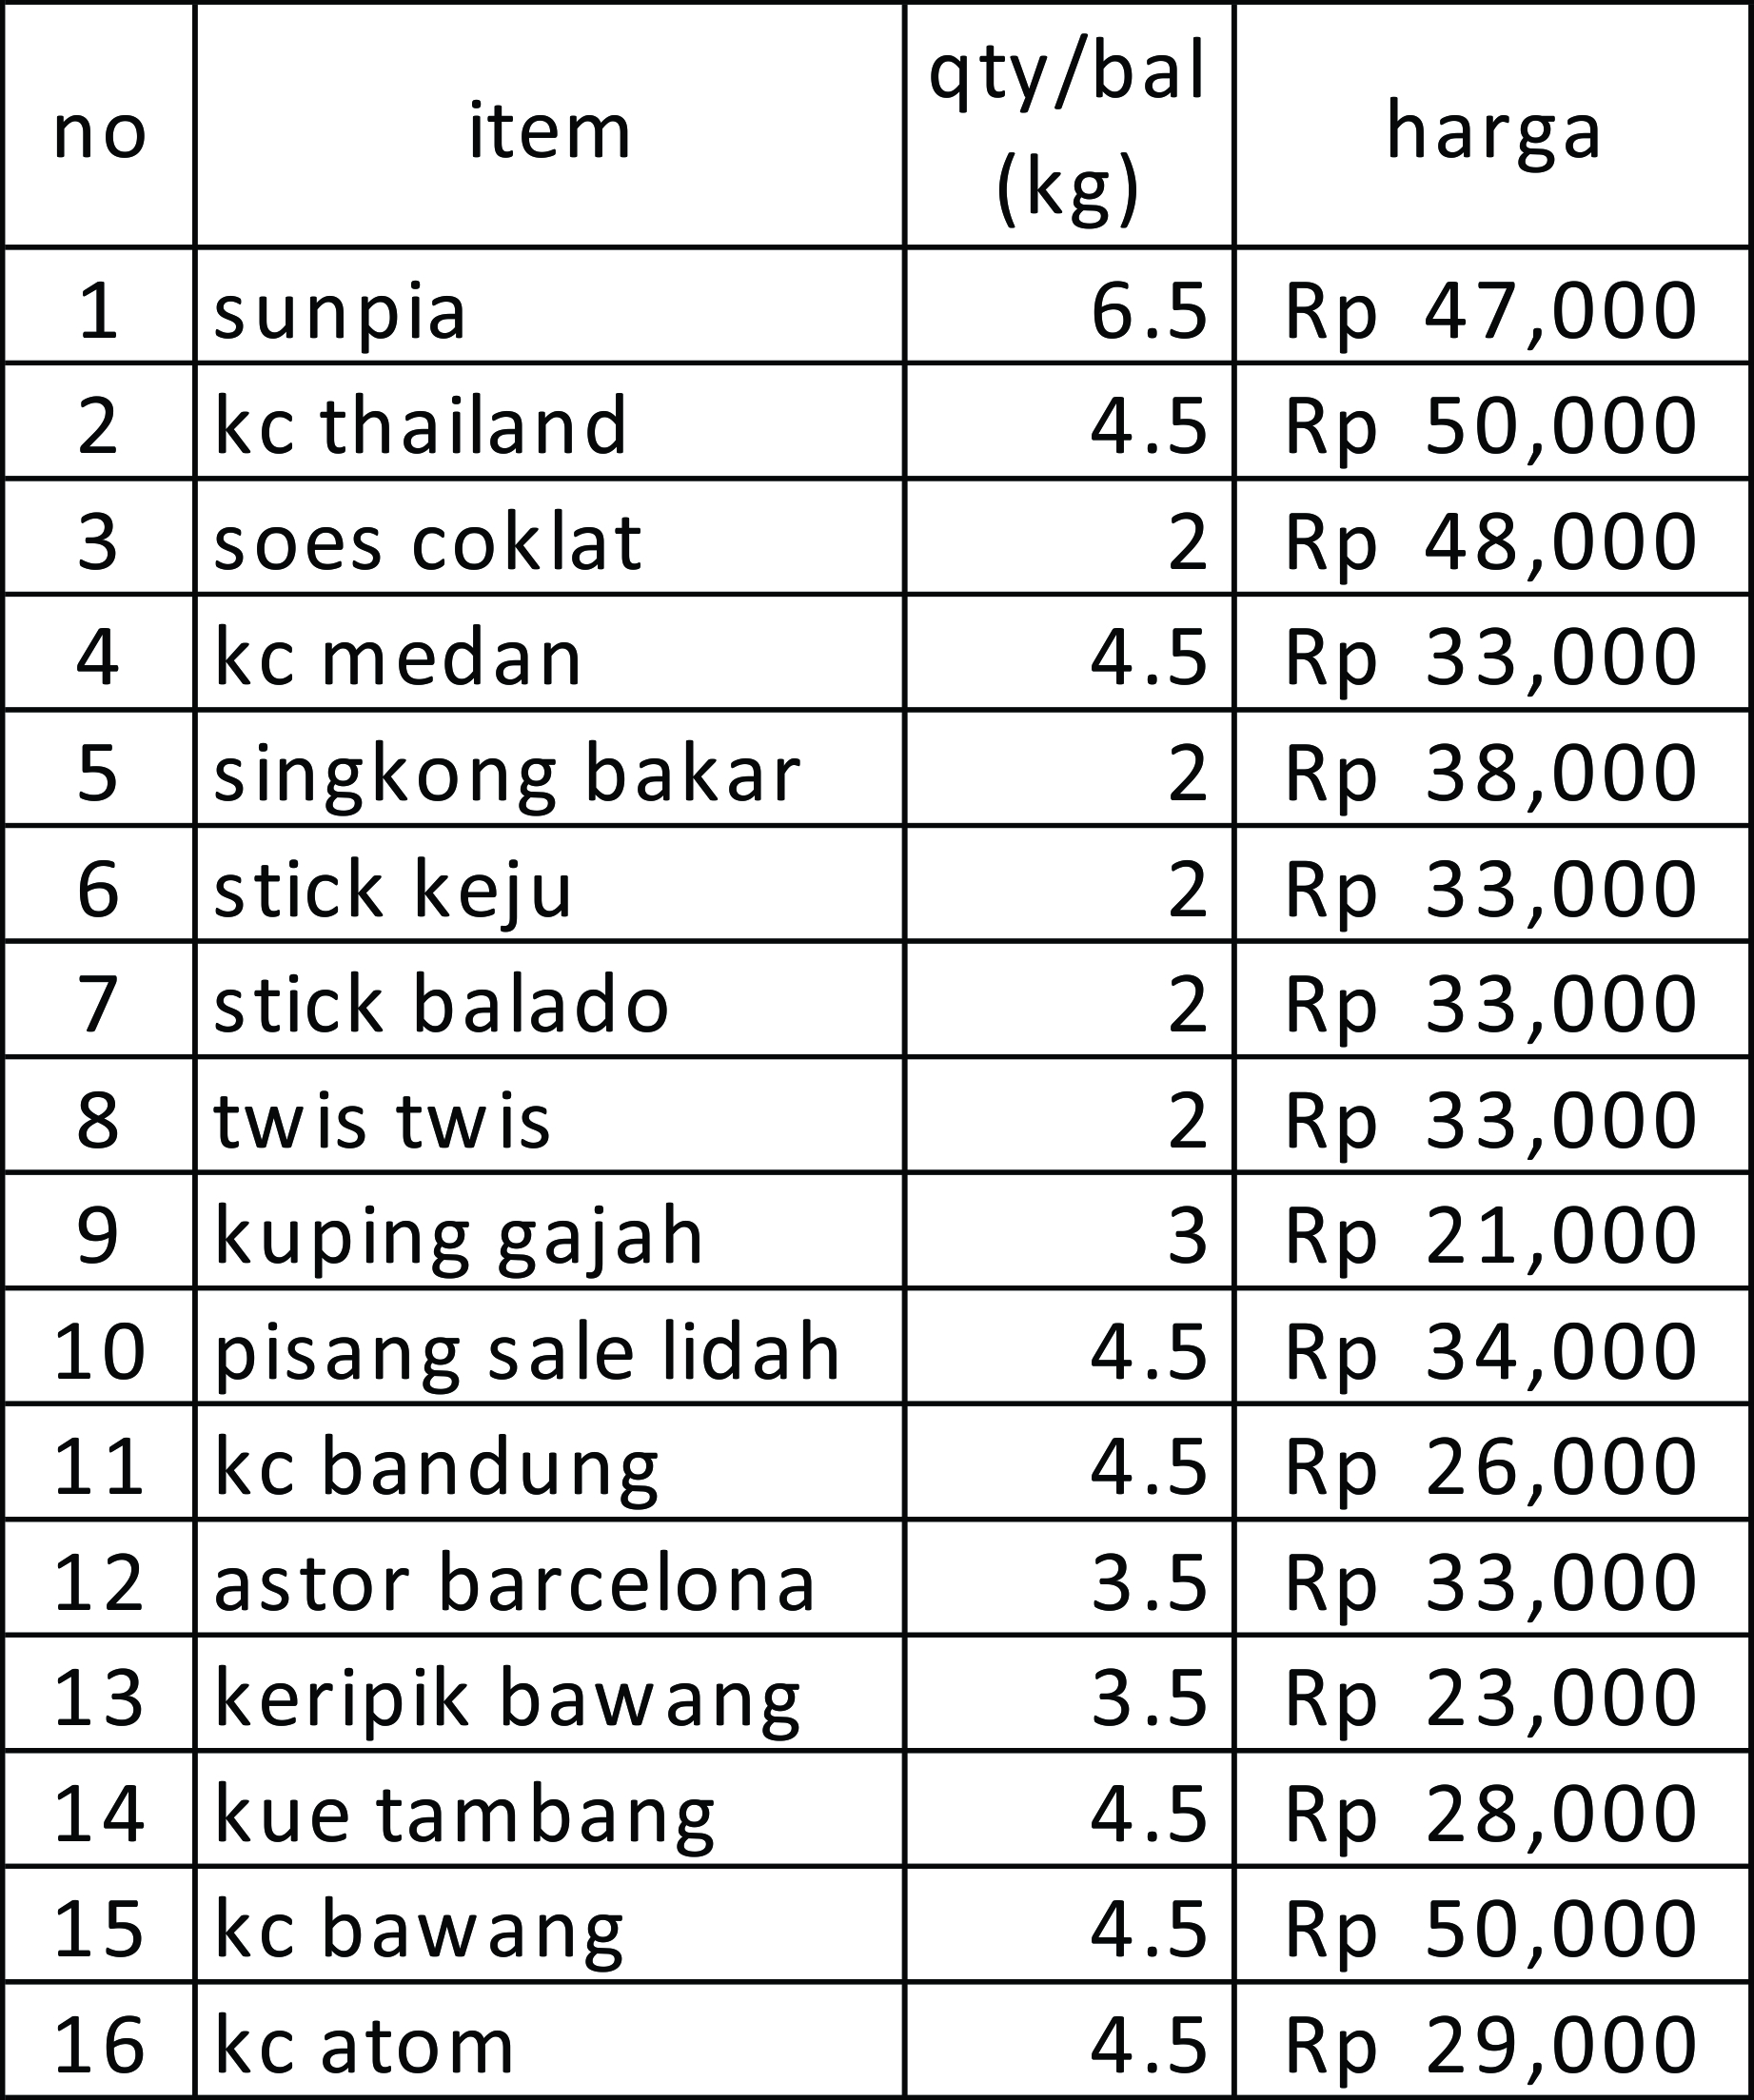 no item qty/bal (kg) harga
1 sunpia 6.5 Rp 47,000
2 kc thailand 4.5 Rp 50,000
3 soes coklat 2 Rp 48,000
4 kc medan 4.5 Rp 33,000
5 singkong bakar 2 Rp 38,000
6 stick keju 2 Rp 33,000
7 stick balado 2 Rp 33,000
8 twis twis 2 Rp 33,000
9 kuping gajah 3 Rp 21,000
10 pisang sale lidah 4.5 Rp 34,000
11 kc bandung 4.5 Rp 26,000
12 astor barcelona 3.5 Rp 33,000
13 keripik bawang 3.5 Rp 23,000
14 kue tambang 4.5 Rp 28,000
15 kc bawang 4.5 Rp 50,000
16 kc atom 4.5 Rp 29,000